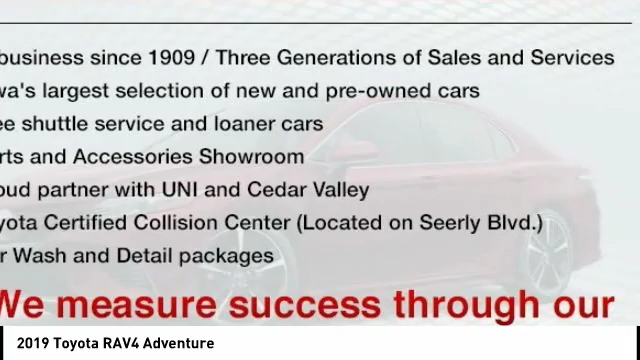 business since 1909 / Three Generations of Sales and Services
wa's largest selection of new and pre-owned cars
ee shuttle service and loaner cars
rts and Accessories Showroom
oud partner with UNI and Cedar Valley
yota Certified Collision Center (Located on Seerly Blvd.)
r Wash and Detail packages
We measure success through our
2019 Toyota RAV4 Adventure